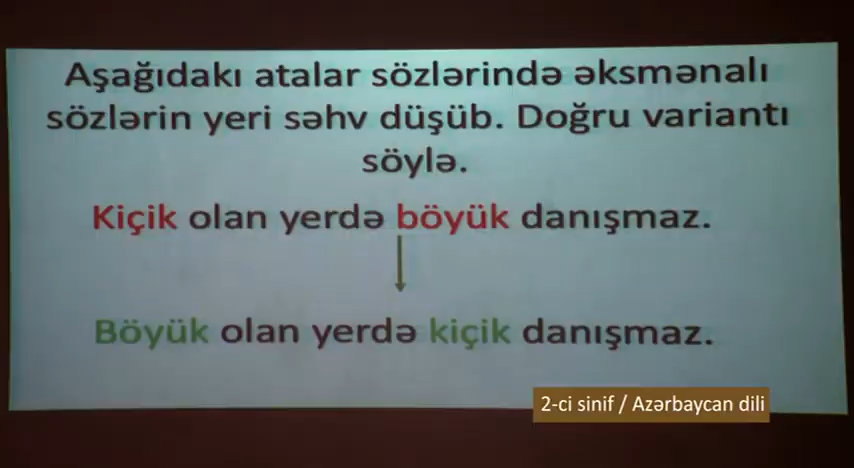 Aşağıdakı atalar sözlərində əksmənalı
sözlərin yeri səhv düşüb. Doğru variantı
söylə.
Kiçik olan yerdə böyük danışmaz.
Böyük olan yerdə kiçik danışmaz.
2-ci sinif / Azərbaycan dili